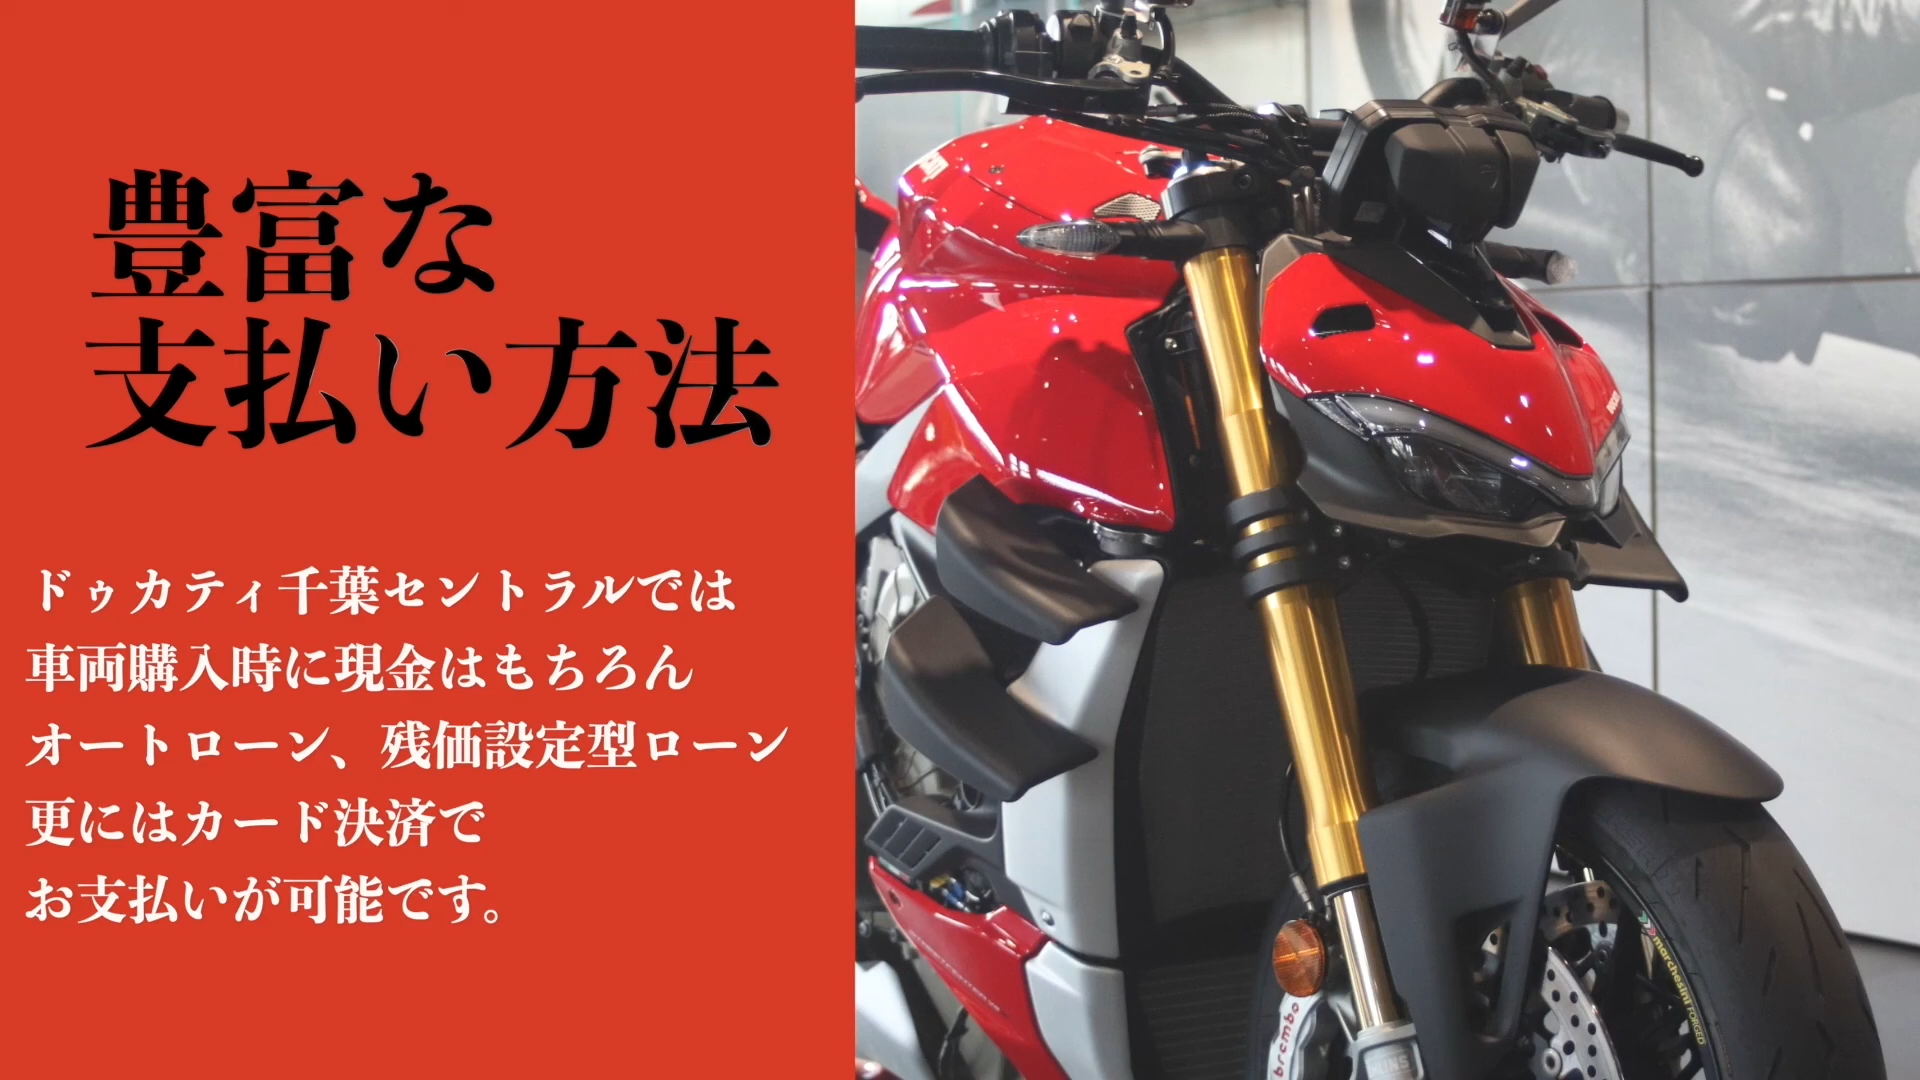 豊富な
支払い方法
ドゥカティ千葉セントラルでは
車両購入時に現金はもちろん
オートローン、残価設定型ローン
更にはカード決済で
お支払いが可能です。
marchesini FORGED
brembo